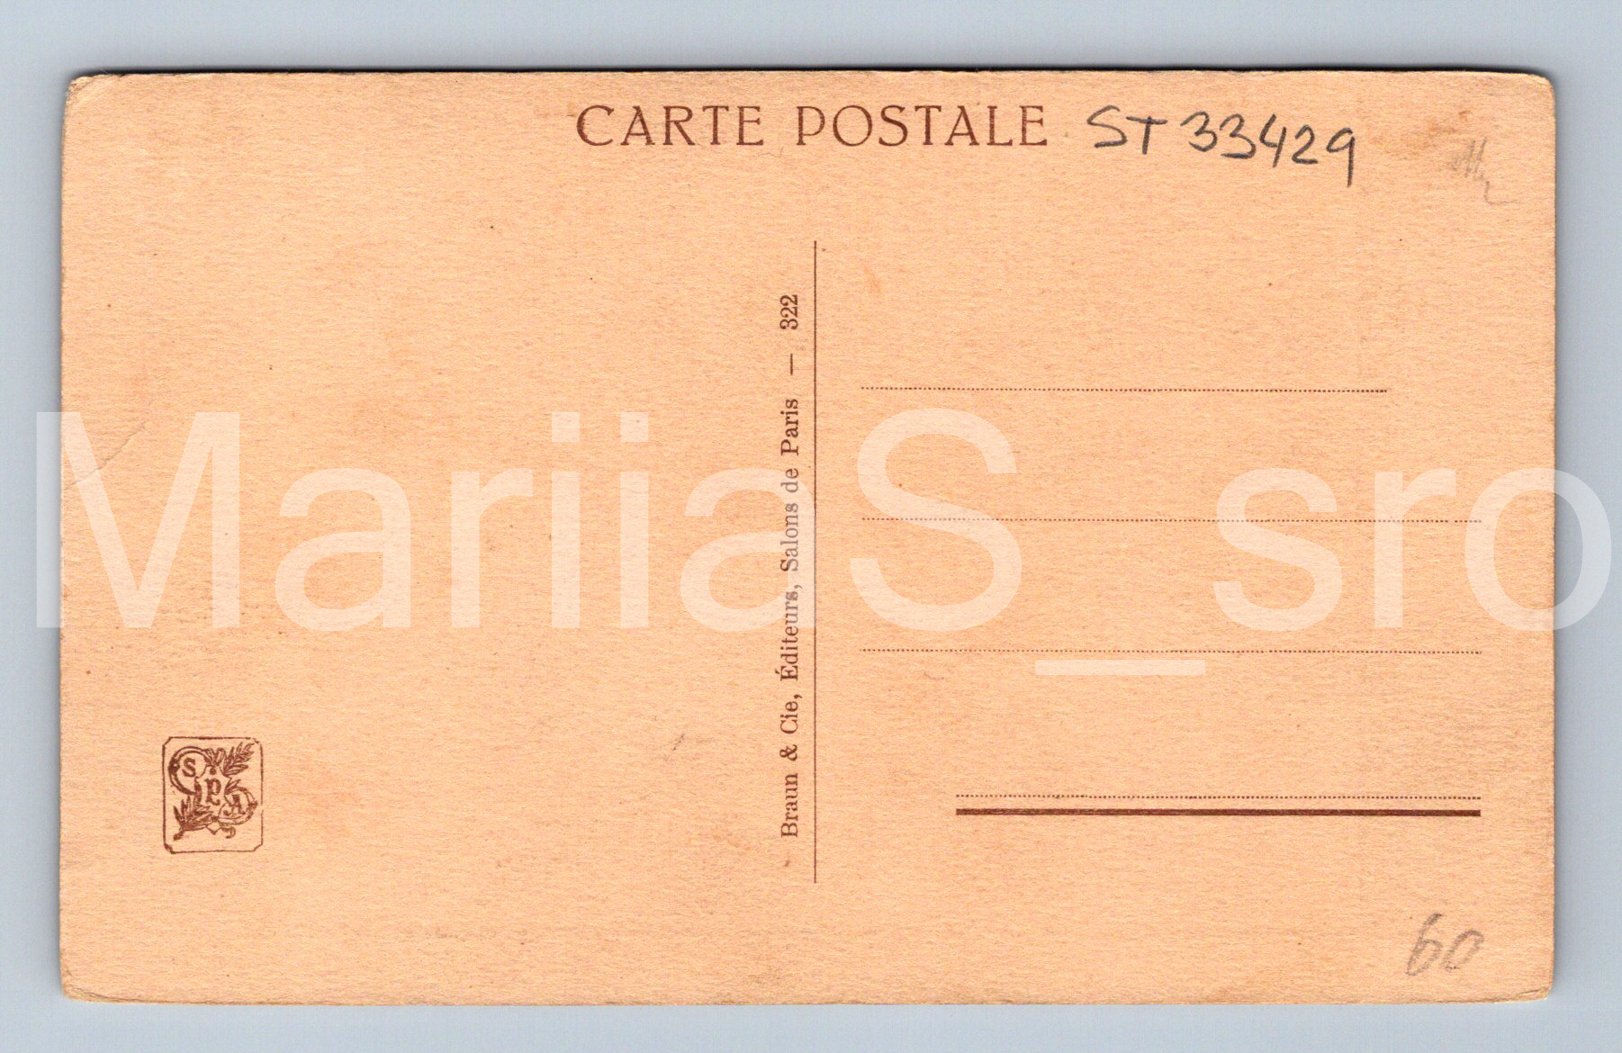 CARTE POSTALE
ST 33429
Braun & Cie, Éditeurs, Salons de Paris — 322
MariiaS_sro
S P A
60